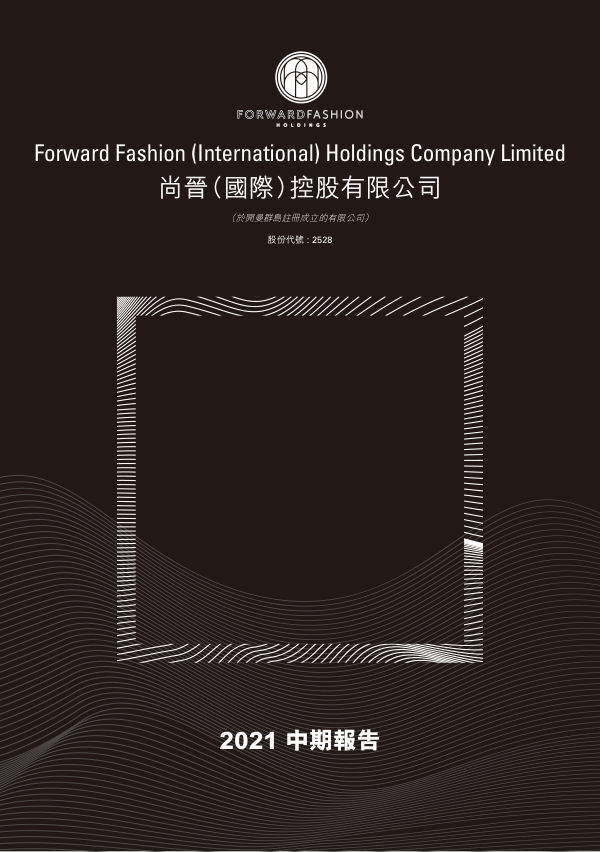 FORWARDFASHION
HOLDINGS
Forward Fashion (International) Holdings Company Limited
尚晉(國際)控股有限公司
(於開曼群島註冊成立的有限公司)
股份代號 : 2528
2021 中期報告